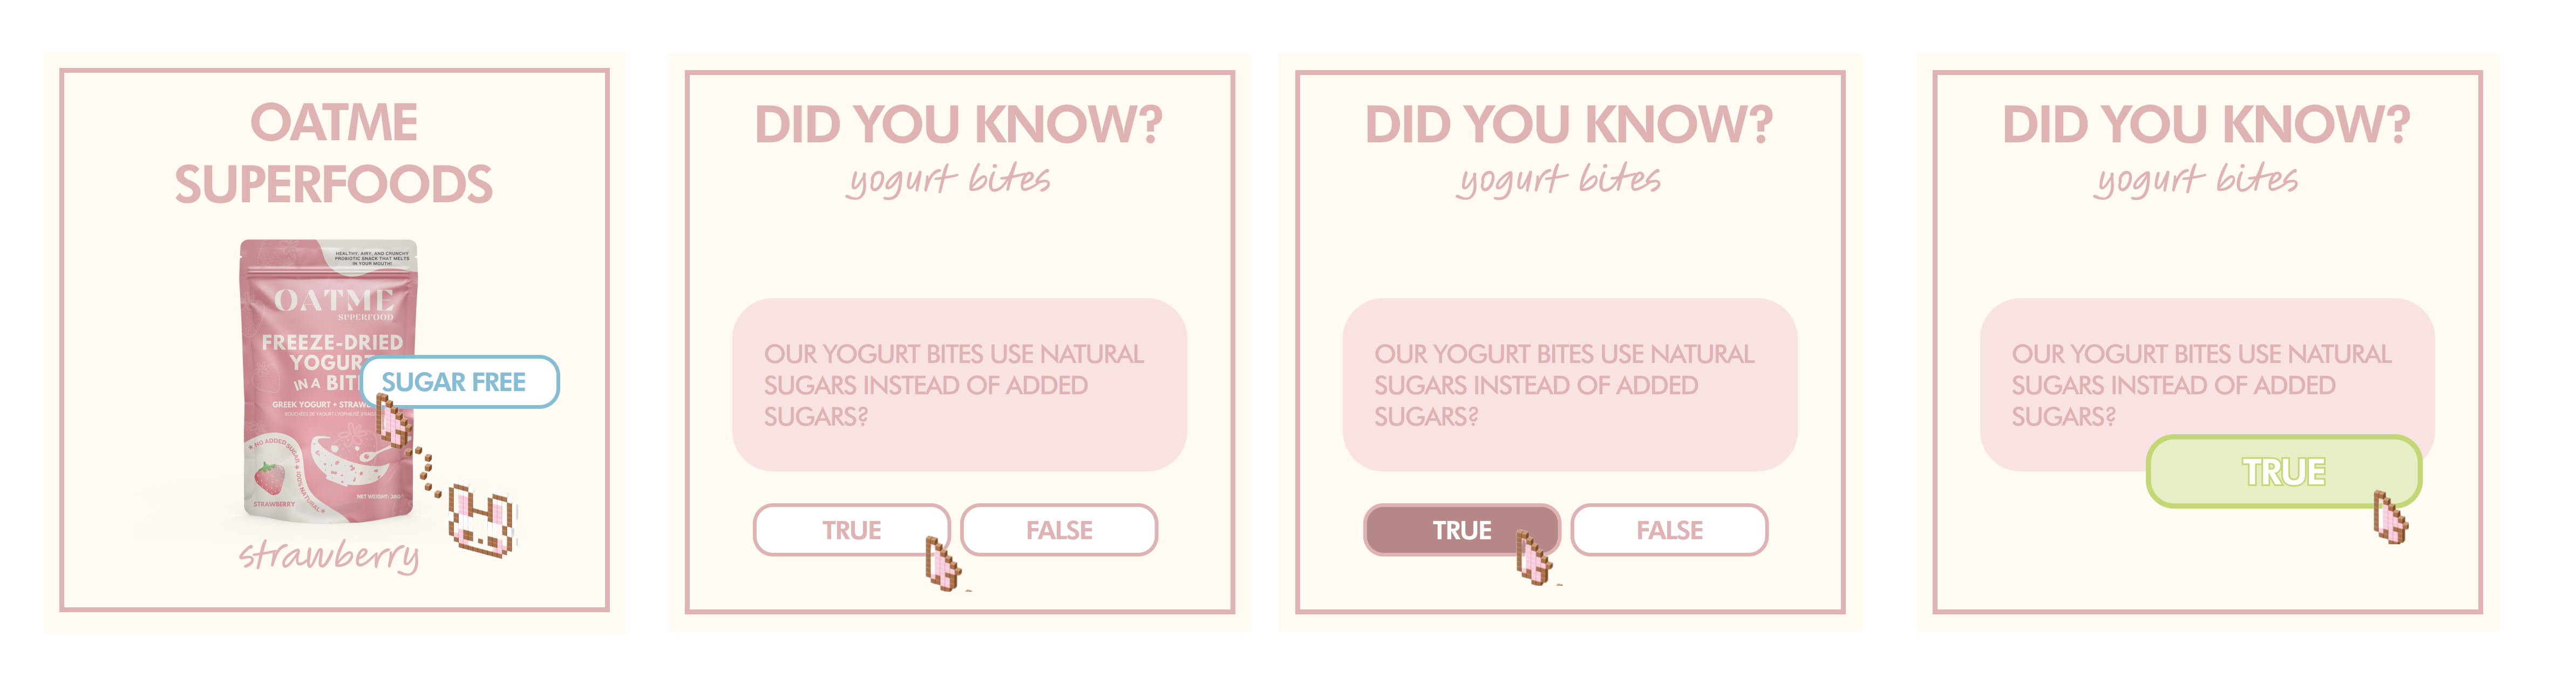 OATME
SUPERFOODS
HEALTHY, AIRY, AND CRUNCHY
PROBIOTIC SNACK THAT MELTS
IN YOUR MOUTH!
OATME
SUPERFOOD
FREEZE-DRIED
YOGURT
IN A BIT
SUGAR FREE
GREEK YOGURT + STRAW
NO ADDED SUGAR
100% NATURAL
STRAWBERRY
NET WEIGHT:
strawberry
DID YOU KNOW?
yogurt bites
OUR YOGURT BITES USE NATURAL
SUGARS INSTEAD OF ADDED
SUGARS?
TRUE
FALSE
DID YOU KNOW?
yogurt bites
OUR YOGURT BITES USE NATURAL
SUGARS INSTEAD OF ADDED
SUGARS?
TRUE
FALSE
DID YOU KNOW?
yogurt bites
OUR YOGURT BITES USE NATURAL
SUGARS INSTEAD OF ADDED
SUGARS?
TRUE